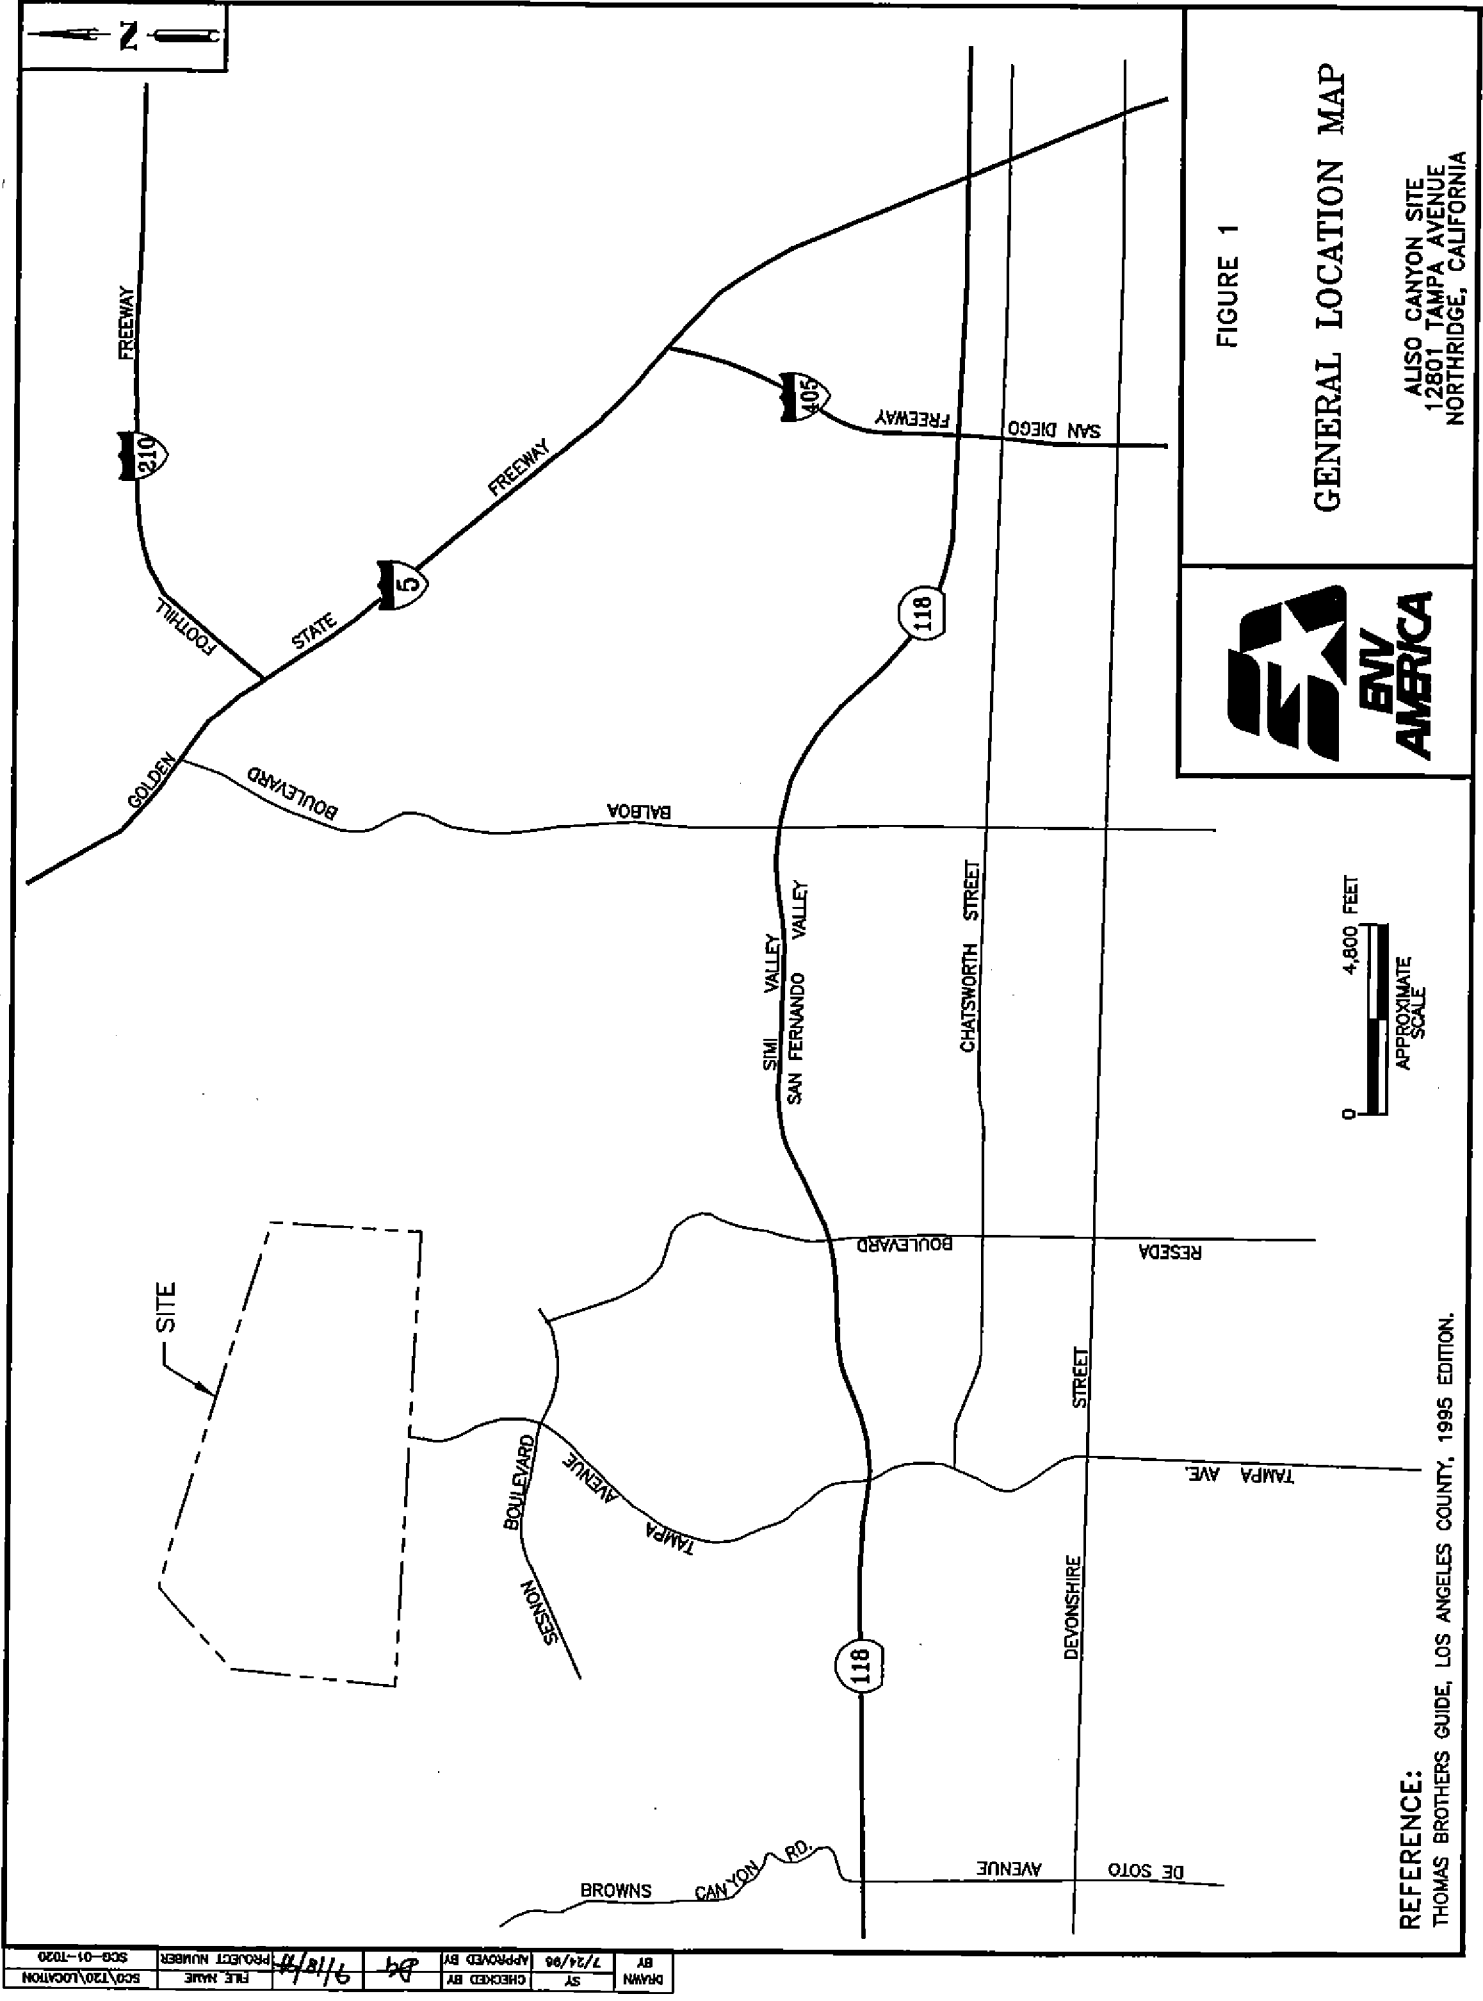 N
FREEWAY
210
FOOTHILL
GOLDEN
STATE
5
FREEWAY
BOULEVARD
BALBOA
405
SAN DIEGO
FREEWAY
118
SIMI VALLEY
SAN FERNANDO VALLEY
CHATSWORTH STREET
SITE
BOULEVARD
RESEDA
SESNON
BOULEVARD
TAMPA
AVENUE
TAMPA AVE.
DEVONSHIRE
STREET
118
BROWNS CANYON RD.
DE SOTO
AVENUE
0
4,800 FEET
APPROXIMATE
SCALE
REFERENCE:
THOMAS BROTHERS GUIDE, LOS ANGELES COUNTY, 1995 EDITION.
ENV
AMERICA
FIGURE 1
GENERAL LOCATION MAP
ALISO CANYON SITE
12801 TAMPA AVENUE
NORTHRIDGE, CALIFORNIA
DRAWN
BY
SY
7/24/96
CHECKED BY
APPROVED BY
FILE NAME
PROJECT NUMBER
SCG\T20\LOCATION
SCG-01-T020